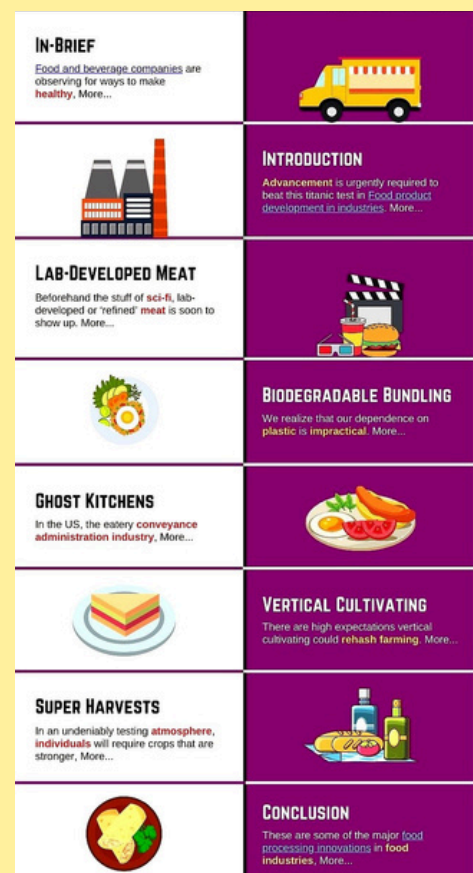 IN-BRIEF
Food and beverage companies are
observing for ways to make
healthy, More...
INTRODUCTION
Advancement is urgently required to
beat this titanic test in Food product
development in industries. More...
LAB-DEVELOPED MEAT
Beforehand the stuff of sci-fi, lab-
developed or 'refined' meat is soon to
show up. More...
BIODEGRADABLE BUNDLING
We realize that our dependence on
plastic is impractical. More...
GHOST KITCHENS
In the US, the eatery conveyance
administration industry, More...
VERTICAL CULTIVATING
There are high expectations vertical
cultivating could rehash farming. More...
SUPER HARVESTS
In an undeniably testing atmosphere,
individuals will require crops that are
stronger, More...
CONCLUSION
These are some of the major food
processing innovations in food
industries, More...